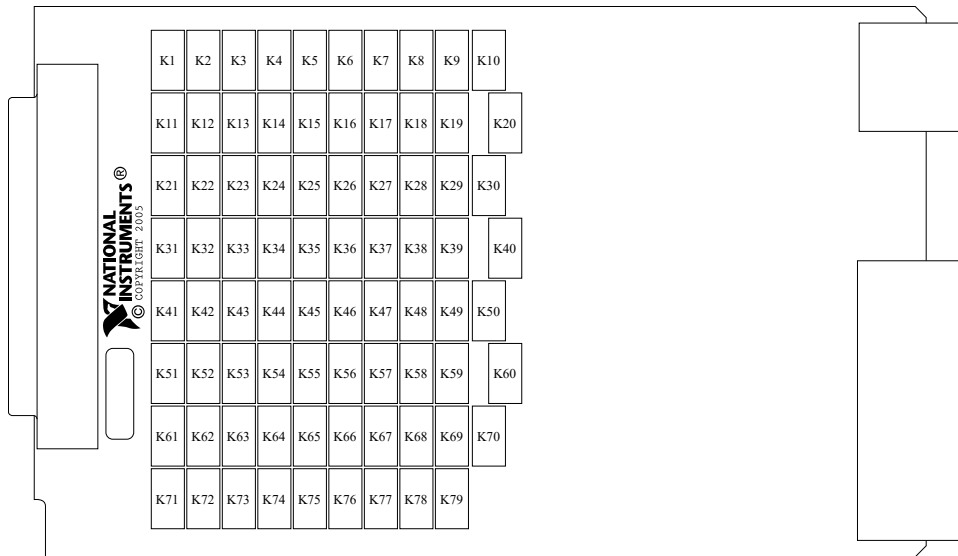 K1 K2 K3 K4 K5 K6 K7 K8 K9 K10
K11 K12 K13 K14 K15 K16 K17 K18 K19 K20
K21 K22 K23 K24 K25 K26 K27 K28 K29 K30
K31 K32 K33 K34 K35 K36 K37 K38 K39 K40
K41 K42 K43 K44 K45 K46 K47 K48 K49 K50
K51 K52 K53 K54 K55 K56 K57 K58 K59 K60
K61 K62 K63 K64 K65 K66 K67 K68 K69 K70
K71 K72 K73 K74 K75 K76 K77 K78 K79
NATIONAL
INSTRUMENTS®
© COPYRIGHT 2005